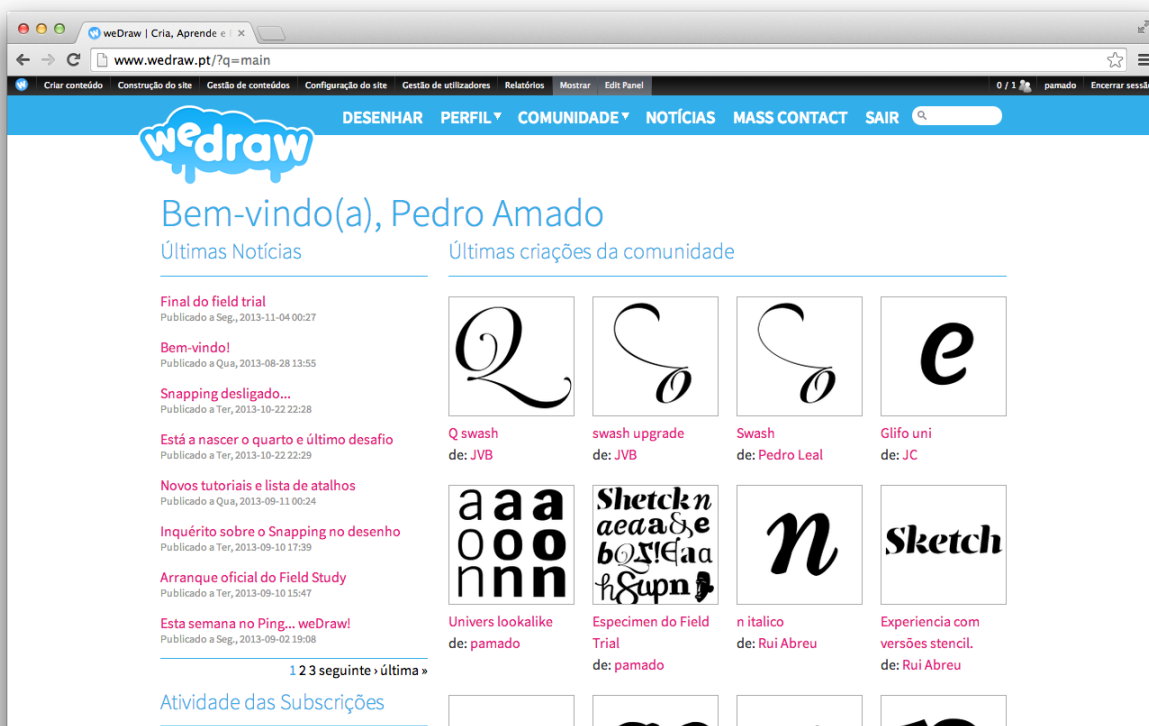 weDraw | Cria, Aprende e
www.wedraw.pt/?q=main
Criar conteúdo Construção do site Gestão de conteúdos Configuração do site Gestão de utilizadores Relatórios Mostrar Edit Panel 0 / 1 pamado Encerrar sessão
wedraw
DESENHAR PERFIL COMUNIDADE NOTÍCIAS MASS CONTACT SAIR
Bem-vindo(a), Pedro Amado
Últimas Notícias
Final do field trial
Publicado a Seg., 2013-11-04 00:27
Bem-vindo!
Publicado a Qua, 2013-08-28 13:55
Snapping desligado...
Publicado a Ter, 2013-10-22 22:28
Está a nascer o quarto e último desafio
Publicado a Ter, 2013-10-22 22:29
Novos tutoriais e lista de atalhos
Publicado a Qua, 2013-09-11 00:24
Inquérito sobre o Snapping no desenho
Publicado a Ter, 2013-09-10 17:39
Arranque oficial do Field Study
Publicado a Ter, 2013-09-10 15:47
Esta semana no Ping... weDraw!
Publicado a Seg., 2013-09-02 19:08
1 2 3 seguinte › última »
Atividade das Subscrições
Últimas criações da comunidade
Q
o
o
e
Q swash
de: JVB
swash upgrade
de: JVB
Swash
de: Pedro Leal
Glifo uni
de: JC
a a a
o o o
n n n
Shetck n
n
Sketch
Univers lookalike
de: pamado
Especimen do Field
Trial
de: pamado
n italico
de: Rui Abreu
Experiencia com
versões stencil.
de: Rui Abreu